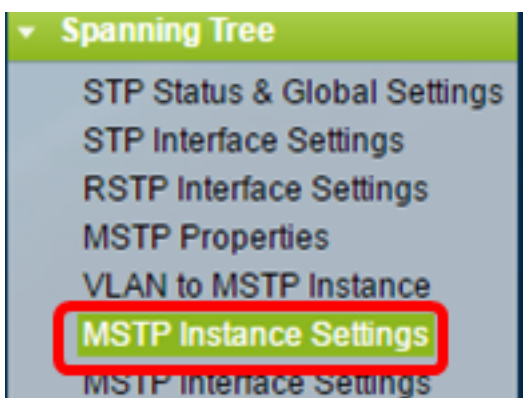 Spanning Tree
STP Status & Global Settings
STP Interface Settings
RSTP Interface Settings
MSTP Properties
VLAN to MSTP Instance
MSTP Instance Settings
MSTP Interface Settings